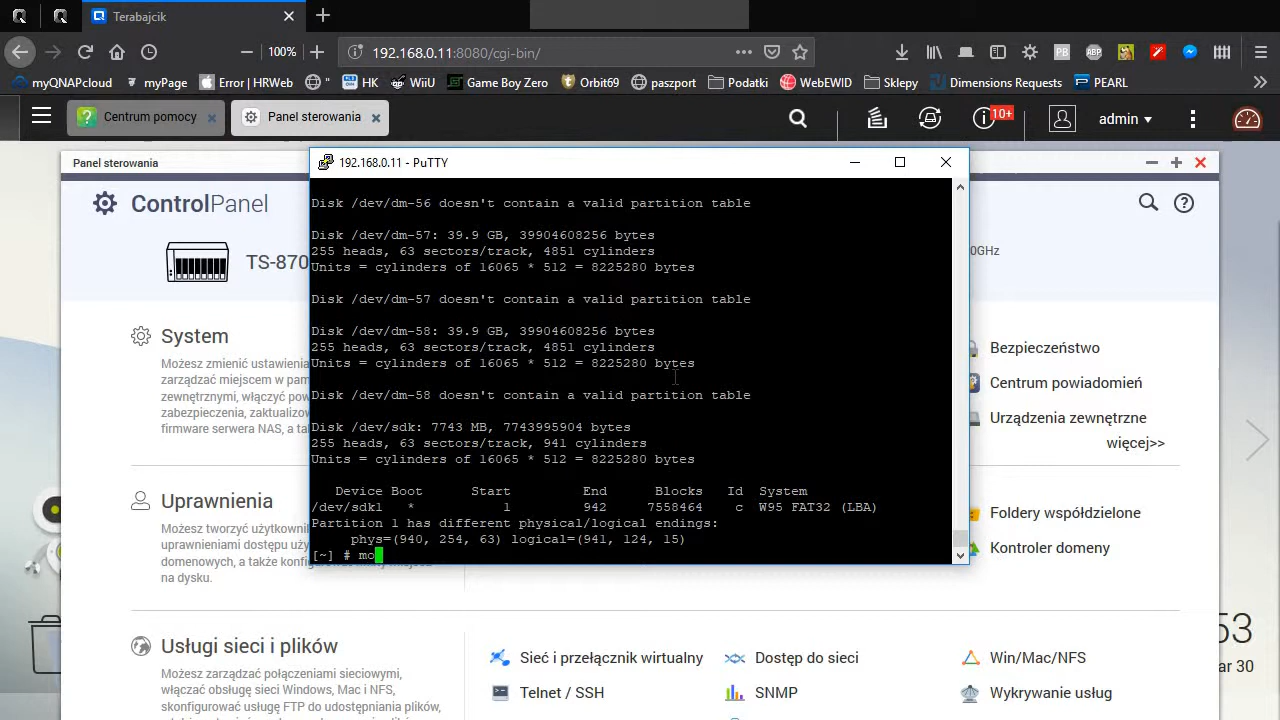 Terabajcik
100%
192.168.0.11:8080/cgi-bin/
myQNAPcloud
myPage
Error | HRWeb
"
HK
WiiU
Game Boy Zero
Orbit69
paszport
Podatki
WebEWID
Sklepy
Dimensions Requests
PEARL
Centrum pomocy
Panel sterowania
10+
admin
Panel sterowania
ControlPanel
TS-870
0GHz
System
Możesz zmienić ustawienia
zarządzać miejscem w pam
zewnętrznymi, włączyć pow
zabezpieczenia, zaktualizo
firmware serwera NAS, a ta
Uprawnienia
Możesz tworzyć użytkowni
uprawnieniami dostępu uży
domenowych, a także konfi
na dysku.
Usługi sieci i plików
Możesz zarządzać połączeniami sieciowymi,
włączać obsługę sieci Windows, Mac i NFS,
skonfigurować usługę FTP do udostępniania plików,
192.168.0.11 - PuTTY
Disk /dev/dm-56 doesn't contain a valid partition table
Disk /dev/dm-57: 39.9 GB, 39904608256 bytes
255 heads, 63 sectors/track, 4851 cylinders
Units = cylinders of 16065 * 512 = 8225280 bytes
Disk /dev/dm-57 doesn't contain a valid partition table
Disk /dev/dm-58: 39.9 GB, 39904608256 bytes
255 heads, 63 sectors/track, 4851 cylinders
Units = cylinders of 16065 * 512 = 8225280 bytes
Disk /dev/dm-58 doesn't contain a valid partition table
Disk /dev/sdk: 7743 MB, 7743995904 bytes
255 heads, 63 sectors/track, 941 cylinders
Units = cylinders of 16065 * 512 = 8225280 bytes
Device Boot Start End Blocks Id System
/dev/sdk1 * 1 942 7558464 c W95 FAT32 (LBA)
Partition 1 has different physical/logical endings:
phys=(940, 254, 63) logical=(941, 124, 15)
[~] # mo
Bezpieczeństwo
Centrum powiadomień
Urządzenia zewnętrzne
więcej>>
Foldery współdzielone
Kontroler domeny
Sieć i przełącznik wirtualny
Dostęp do sieci
Win/Mac/NFS
Telnet / SSH
SNMP
Wykrywanie usług
53
ar 30